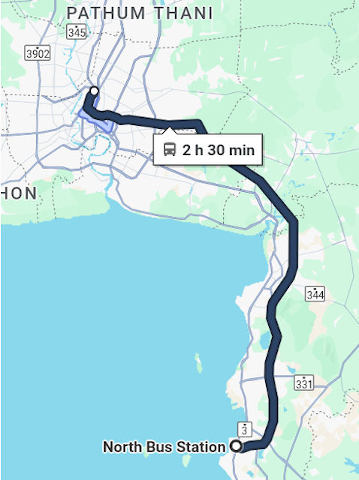 PATHUM THANI
345
3902
2 h 30 min
HON
344
331
3
North Bus Station